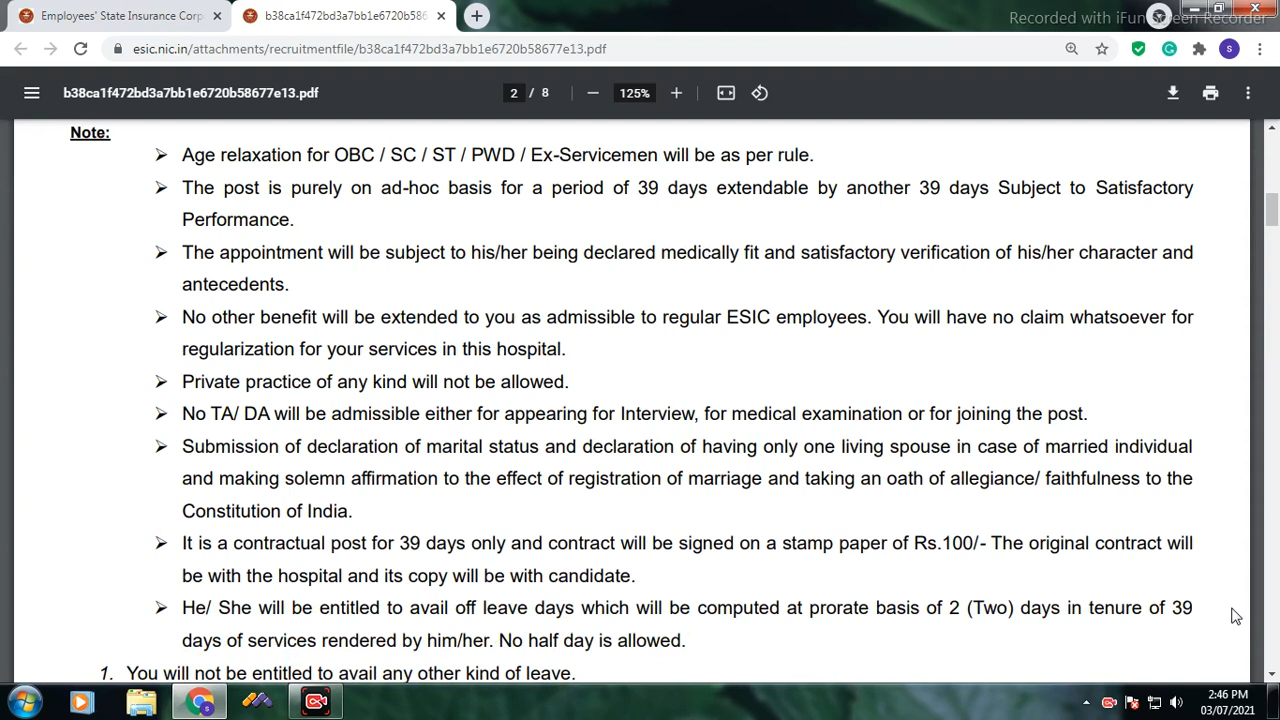 Employees' State Insurance Corp
b38ca1f472bd3a7bb1e6720b58677
Recorded with iFun Screen Recorder
esic.nic.in/attachments/recruitmentfile/b38ca1f472bd3a7bb1e6720b58677e13.pdf
S
b38ca1f472bd3a7bb1e6720b58677e13.pdf
2 / 8
125%
Note:
Age relaxation for OBC / SC / ST / PWD / Ex-Servicemen will be as per rule.
The post is purely on ad-hoc basis for a period of 39 days extendable by another 39 days Subject to Satisfactory
Performance.
The appointment will be subject to his/her being declared medically fit and satisfactory verification of his/her character and
antecedents.
No other benefit will be extended to you as admissible to regular ESIC employees. You will have no claim whatsoever for
regularization for your services in this hospital.
Private practice of any kind will not be allowed.
No TA/ DA will be admissible either for appearing for Interview, for medical examination or for joining the post.
Submission of declaration of marital status and declaration of having only one living spouse in case of married individual
and making solemn affirmation to the effect of registration of marriage and taking an oath of allegiance/ faithfulness to the
Constitution of India.
It is a contractual post for 39 days only and contract will be signed on a stamp paper of Rs.100/- The original contract will
be with the hospital and its copy will be with candidate.
He/ She will be entitled to avail off leave days which will be computed at prorate basis of 2 (Two) days in tenure of 39
days of services rendered by him/her. No half day is allowed.
1. You will not be entitled to avail any other kind of leave.
2:46 PM
03/07/2021